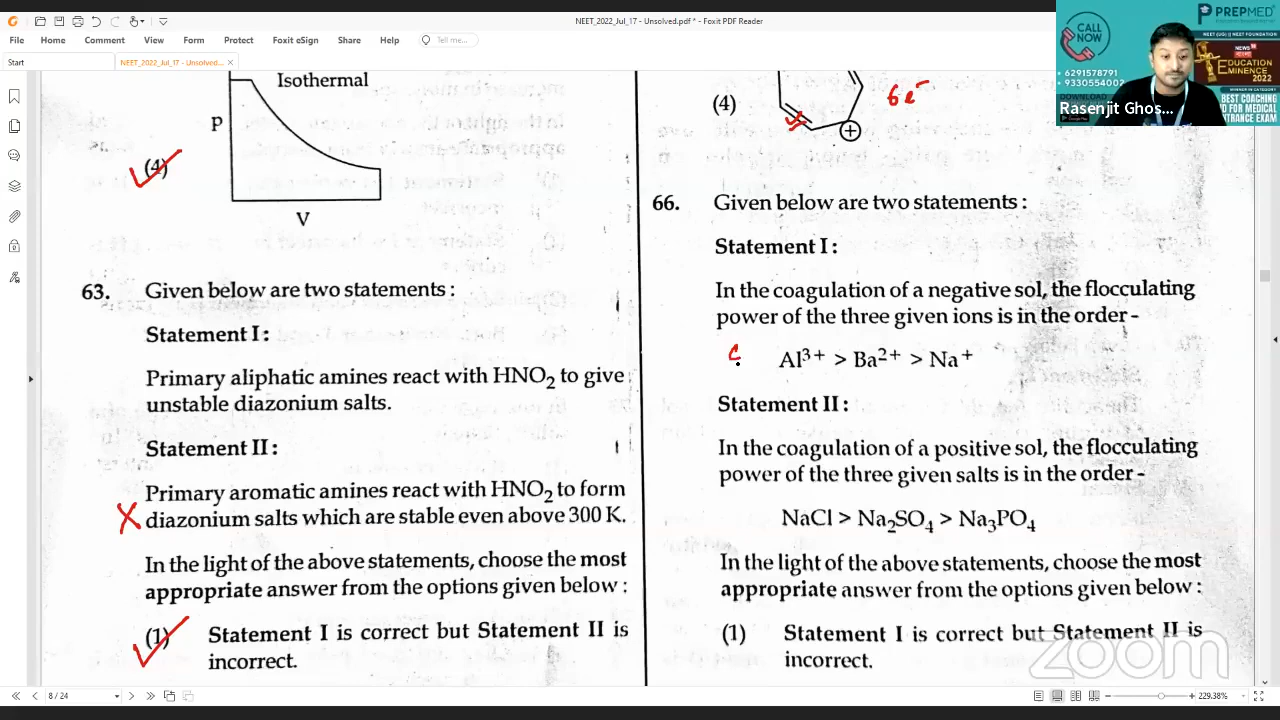 NEET_2022_Jul_17 - Unsolved.pdf * - Foxit PDF Reader
File Home Comment View Form Protect Foxit eSign Share Help Tell me...
Start
NEET_2022_Jul_17 - Unsolved...
Isothermal
p
(4)
V
63. Given below are two statements :
Statement I :
Primary aliphatic amines react with HNO2 to give
unstable diazonium salts.
Statement II :
Primary aromatic amines react with HNO2 to form
diazonium salts which are stable even above 300 K.
In the light of the above statements, choose the most
appropriate answer from the options given below :
(1) Statement I is correct but Statement II is
incorrect.
(4)
+
6e-
66. Given below are two statements :
Statement I :
In the coagulation of a negative sol, the flocculating
power of the three given ions is in the order -
Al3+ > Ba2+ > Na+
Statement II :
In the coagulation of a positive sol, the flocculating
power of the three given salts is in the order -
NaCl > Na2SO4 > Na3PO4
In the light of the above statements, choose the most
appropriate answer from the options given below :
(1) Statement I is correct but Statement II is
incorrect.
zoom
PREPMED
CALL
NOW
6291578791
9330554002
NEET (UG) || NEET FOUNDATION
NEWS
EDUCATION
EMINENCE
2022
BEST COACHING
FOR MEDICAL
ENTRANCE EXAM
Rasenjit Ghos...
8 / 24
229.38%